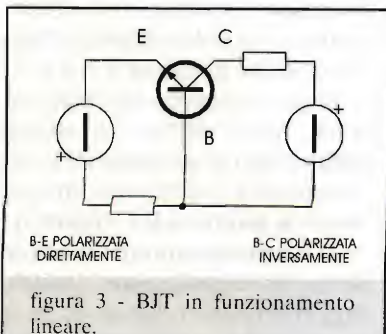 E C
+
B
+
B-E POLARIZZATA
DIRETTAMENTE
B-C POLARIZZATA
INVERSAMENTE
figura 3 - BJT in funzionamento
lineare.